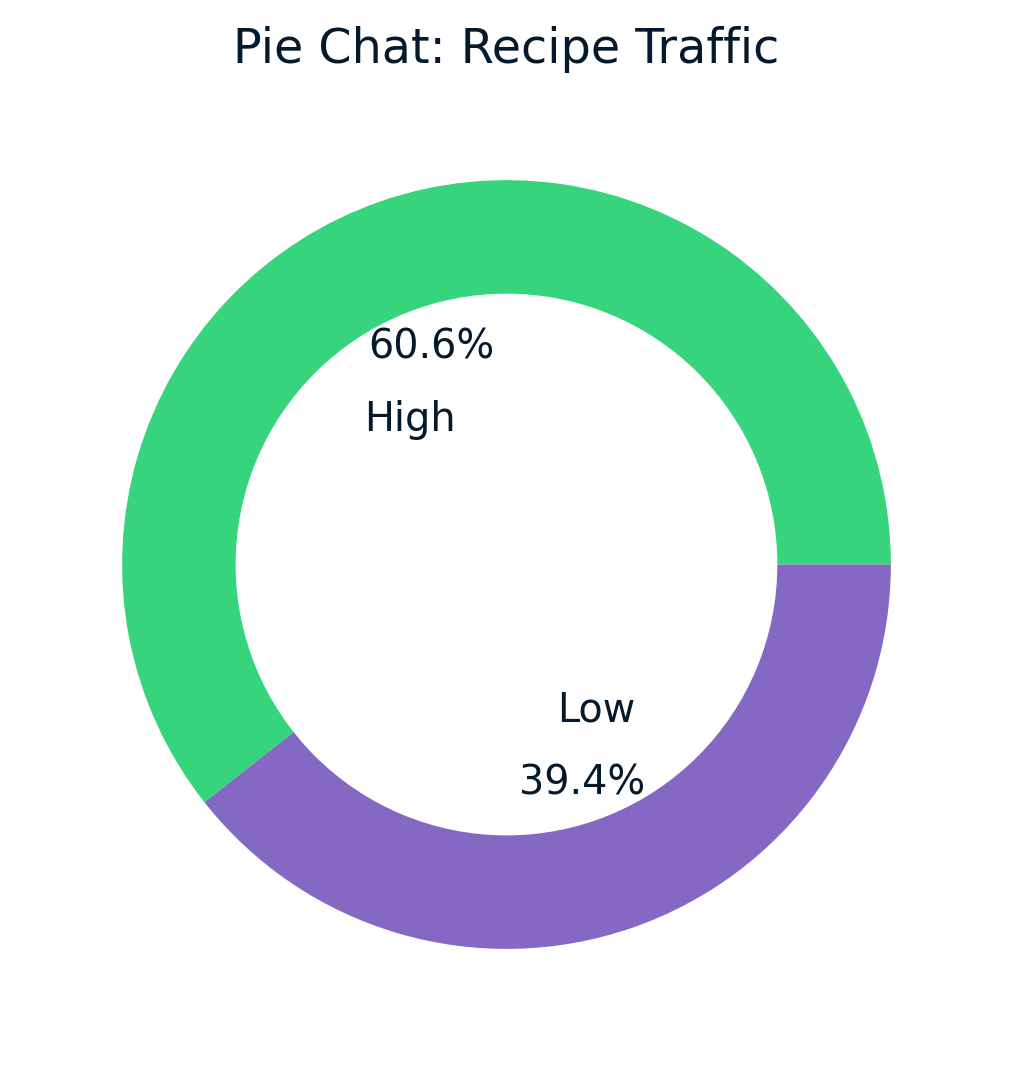 Pie Chat: Recipe Traffic
60.6%
High
Low
39.4%